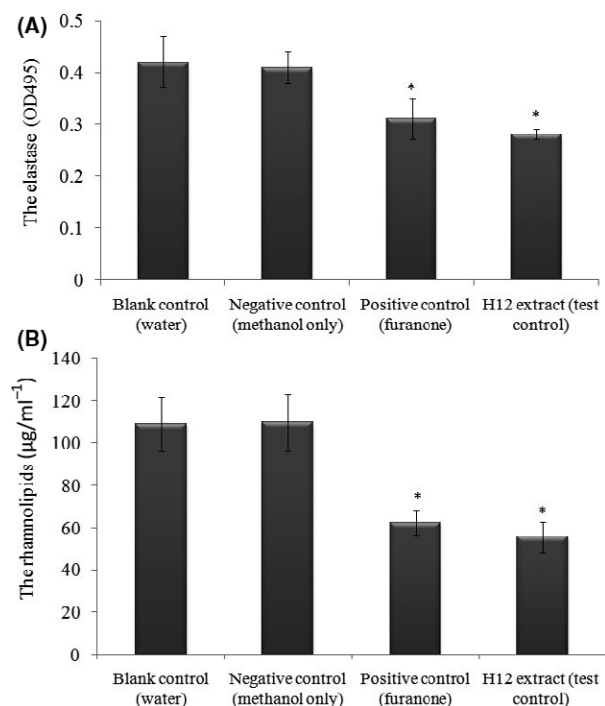 (A)
The elastase (OD495)
0.5
0.4
0.3
0.2
0.1
0
*
*
Blank control
(water)
Negative control
(methanol only)
Positive control
(furanone)
H12 extract (test
control)
(B)
The rhamnolipids (µg/ml⁻¹)
140
120
100
80
60
40
20
0
*
*
Blank control
(water)
Negative control
(methanol only)
Positive control
(furanone)
H12 extract (test
control)